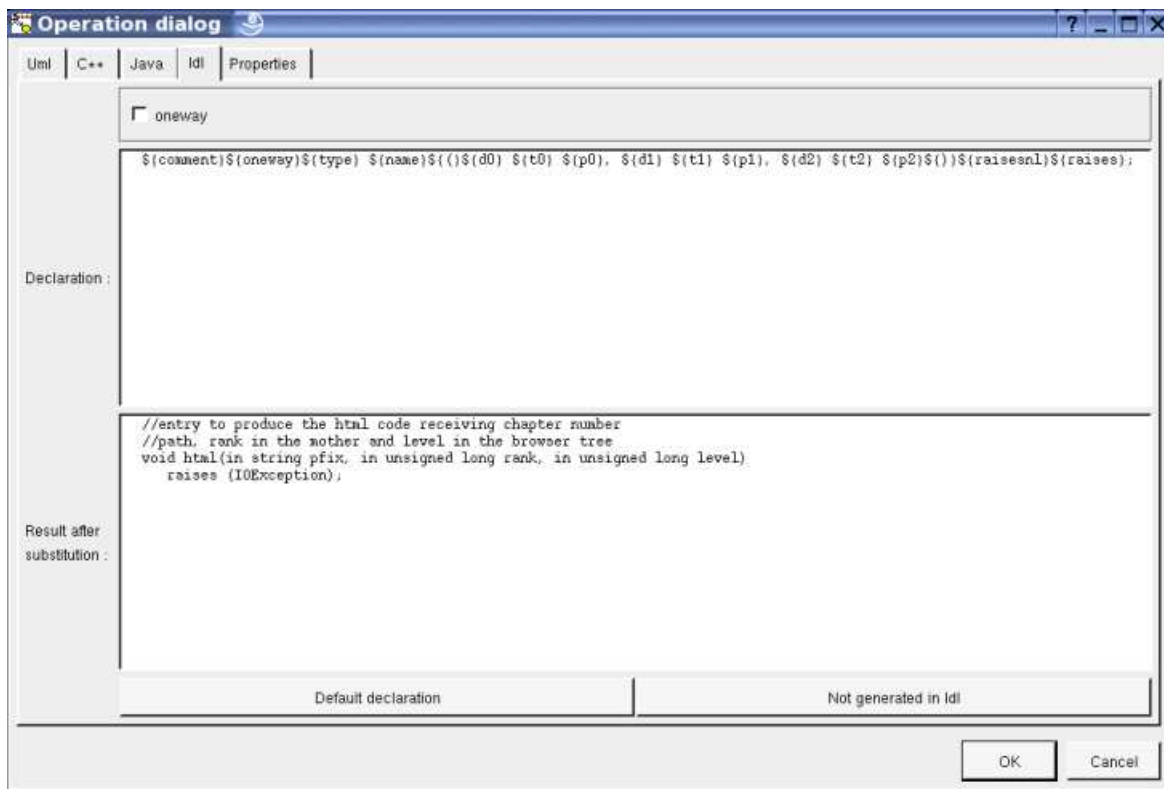 Operation dialog
Uml C++ Java Idl Properties
oneway
Declaration :
${comment}${oneway}${type} ${name}${(}${d0} ${t0} ${p0}, ${d1} ${t1} ${p1}, ${d2} ${t2} ${p2}${)}${raisesnl}${raises};
Result after
substitution :
//entry to produce the html code receiving chapter number
//path, rank in the mother and level in the browser tree
void html(in string pfix, in unsigned long rank, in unsigned long level)
raises (IOException);
Default declaration
Not generated in Idl
OK
Cancel